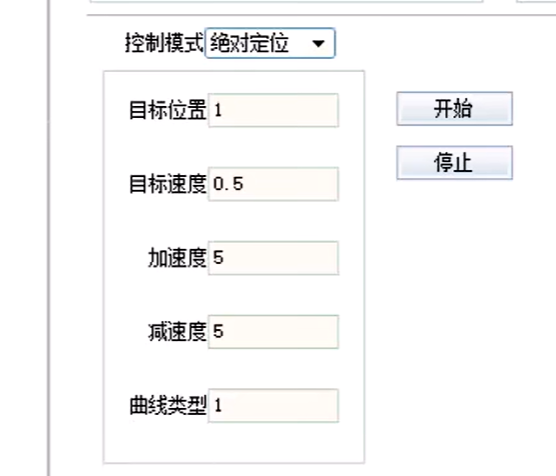 控制模式 绝对定位
目标位置 1
开始
目标速度 0.5
停止
加速度 5
减速度 5
曲线类型 1